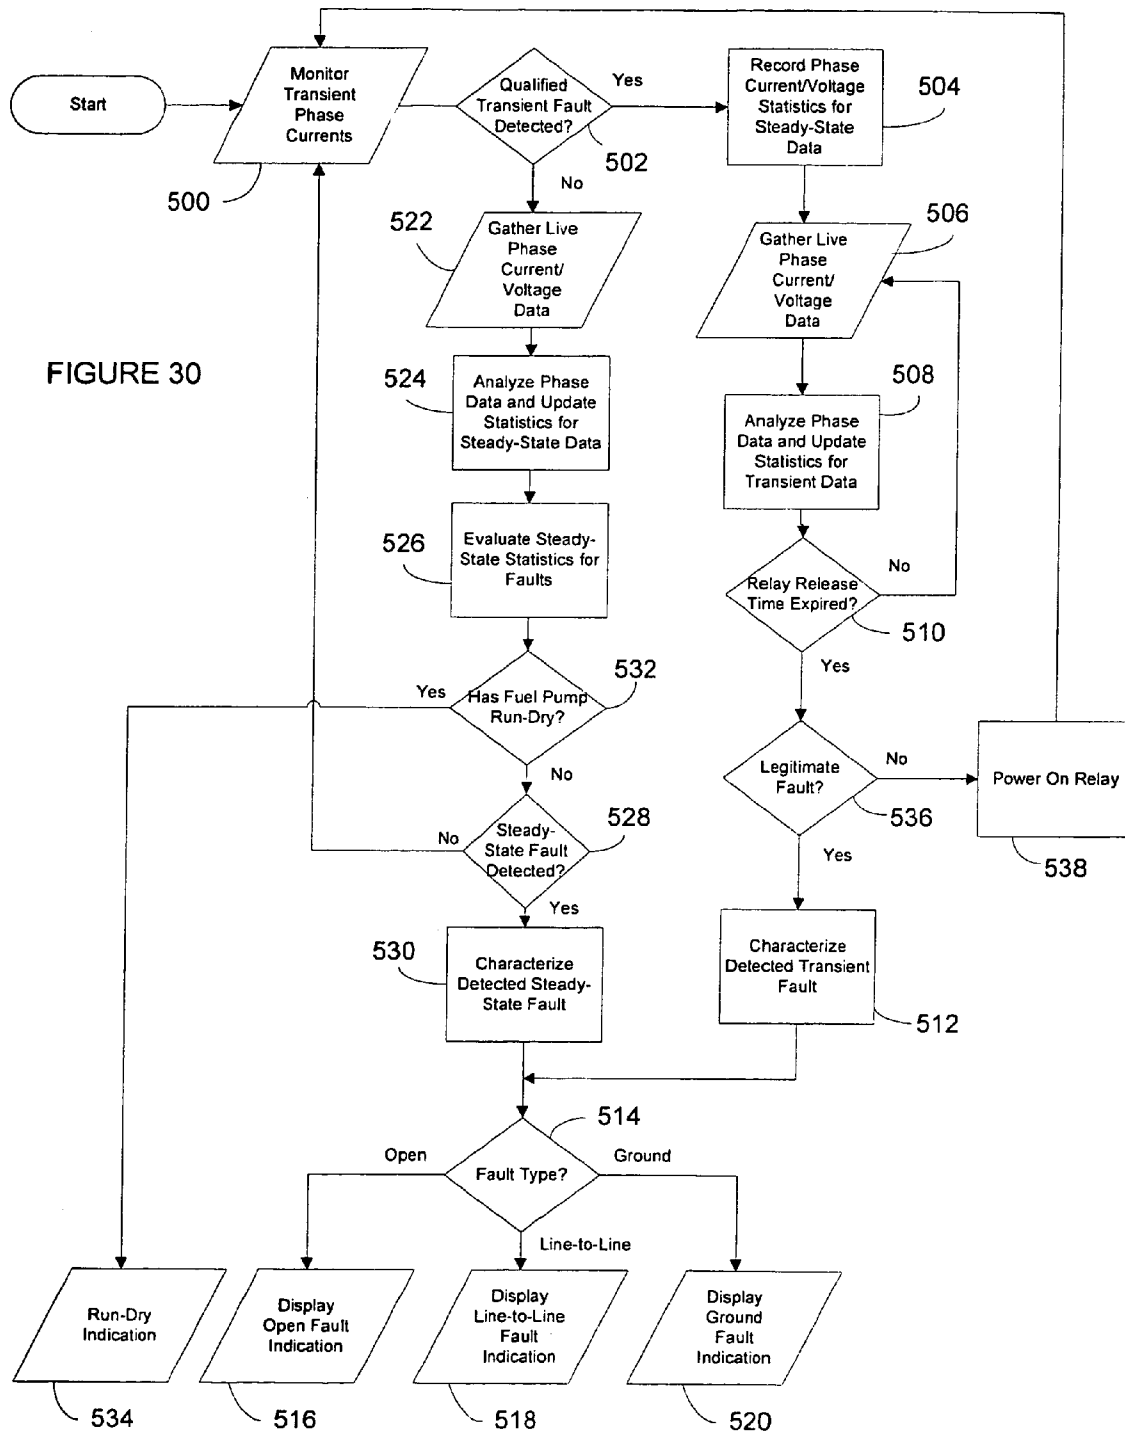 Start
Monitor
Transient
Phase
Currents
500
Qualified
Transient Fault
Detected?
502
Yes
No
Record Phase
Current/Voltage
Statistics for
Steady-State
Data
504
522
Gather Live
Phase
Current/
Voltage
Data
506
Gather Live
Phase
Current/
Voltage
Data
FIGURE 30
524
Analyze Phase
Data and Update
Statistics for
Steady-State Data
508
Analyze Phase
Data and Update
Statistics for
Transient Data
526
Evaluate Steady-
State Statistics for
Faults
Relay Release
Time Expired?
No
510
Yes
532
Yes
Has Fuel Pump
Run-Dry?
No
Legitimate
Fault?
No
536
Yes
Power On Relay
538
528
No
Steady-
State Fault
Detected?
Yes
530
Characterize
Detected Steady-
State Fault
Characterize
Detected Transient
Fault
512
514
Open
Fault Type?
Ground
Line-to-Line
Run-Dry
Indication
534
Display
Open Fault
Indication
516
Display
Line-to-Line
Fault
Indication
518
Display
Ground
Fault
Indication
520